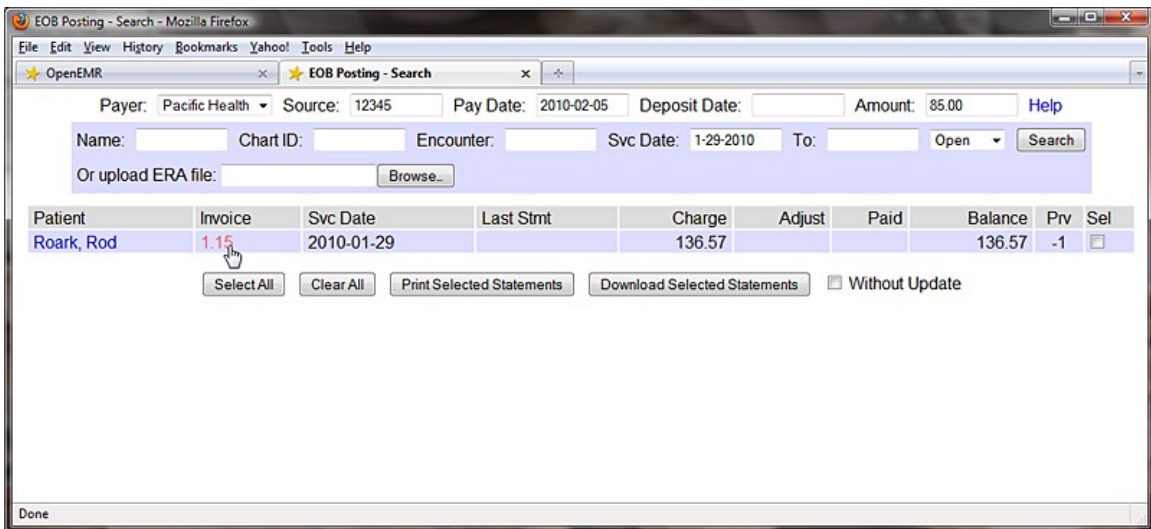 EOB Posting - Search - Mozilla Firefox
File Edit View History Bookmarks Yahoo! Tools Help
OpenEMR EOB Posting - Search
Payer: Pacific Health Source: 12345 Pay Date: 2010-02-05 Deposit Date: Amount: 85.00 Help
Name: Chart ID: Encounter: Svc Date: 1-29-2010 To: Open Search
Or upload ERA file: Browse...
Patient Invoice Svc Date Last Stmt Charge Adjust Paid Balance Prv Sel
Roark, Rod 1.15 2010-01-29 136.57 136.57 -1
Select All Clear All Print Selected Statements Download Selected Statements Without Update
Done